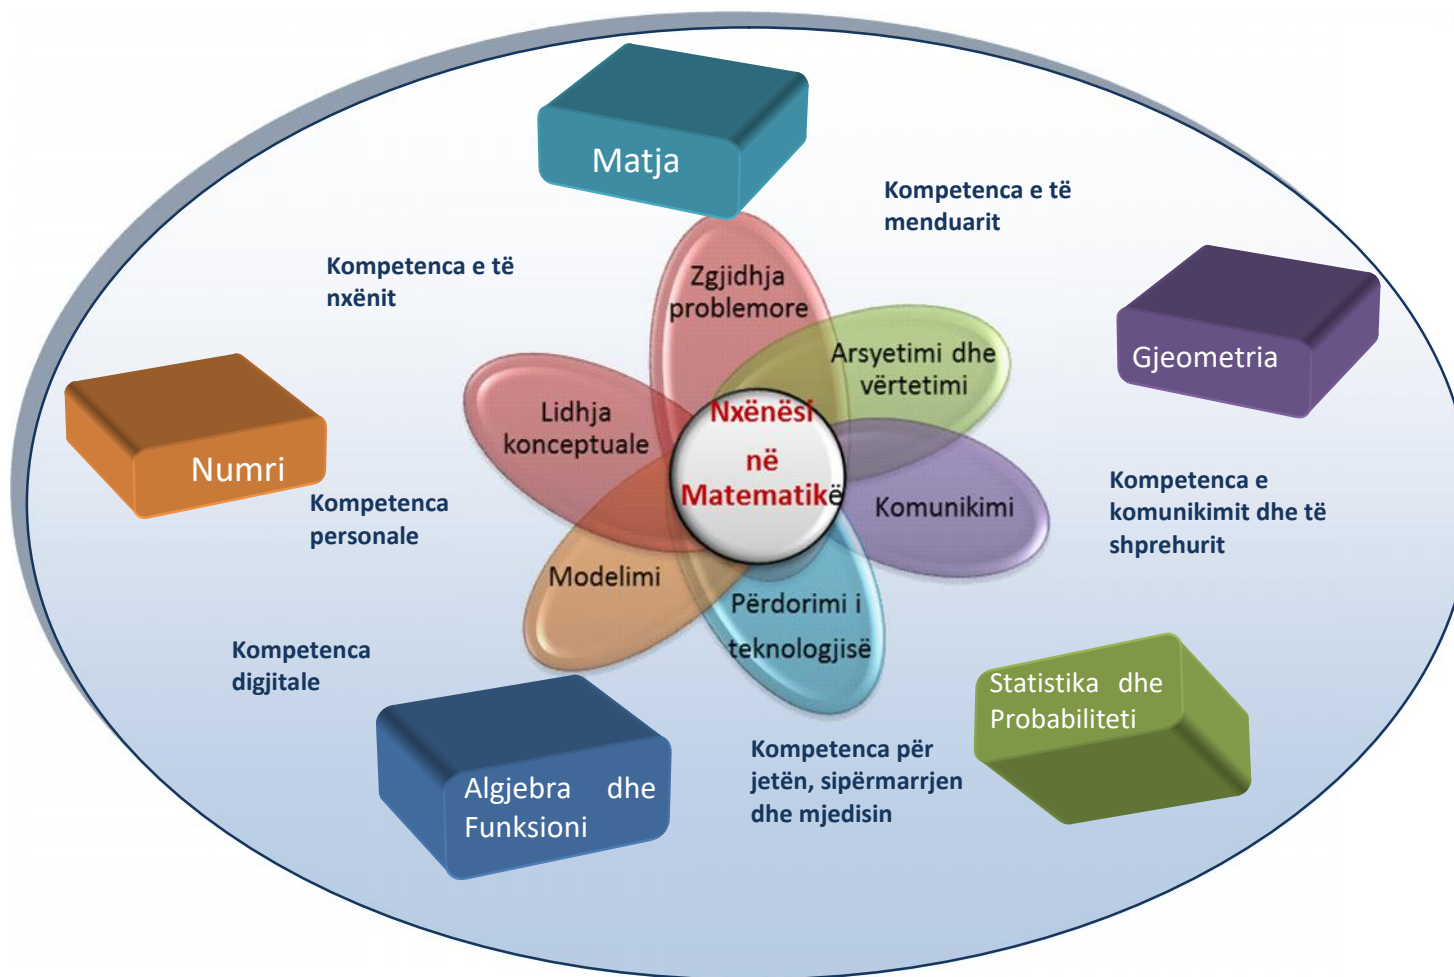 Matja
Kompetenca e të
menduarit
Kompetenca e të
nxënit
Zgjidhja
problemore
Arsyetimi dhe
vërtetimi
Gjeometria
Lidhja
konceptuale
Nxënësi
në
Matematikë
Numri
Kompetenca
personale
Komunikimi
Kompetenca e
komunikimit dhe të
shprehurit
Modelimi
Përdorimi i
teknologjisë
Kompetenca
digjitale
Statistika dhe
Probabiliteti
Algjebra dhe
Funksioni
Kompetenca për
jetën, sipërmarrjen
dhe mjedisin